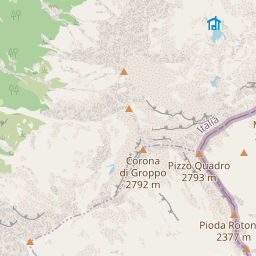 Italia
Corona
di Groppo
2792 m
Pizzo Quadro
2793 m
Pioda Roton
2377 m